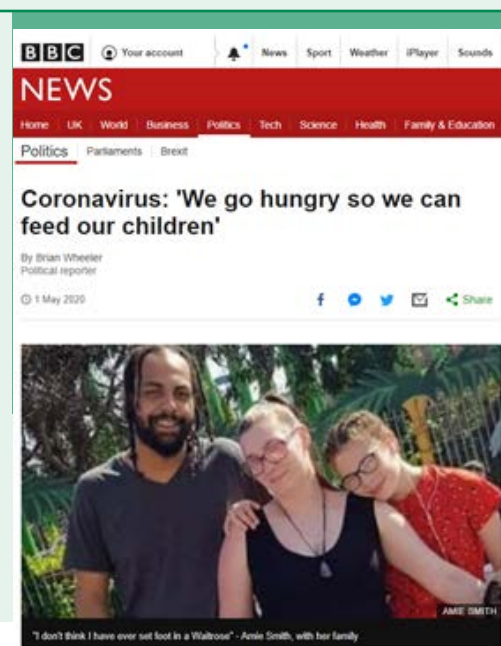 BBC Your account News Sport Weather iPlayer Sounds
NEWS
Home UK World Business Politics Tech Science Health Family & Education
Politics Parliaments Brexit
Coronavirus: 'We go hungry so we can
feed our children'
By Brian Wheeler
Political reporter
1 May 2020
f Share
AMIE SMITH
"I don't think I have ever set foot in a Waitrose" - Amie Smith, with her family